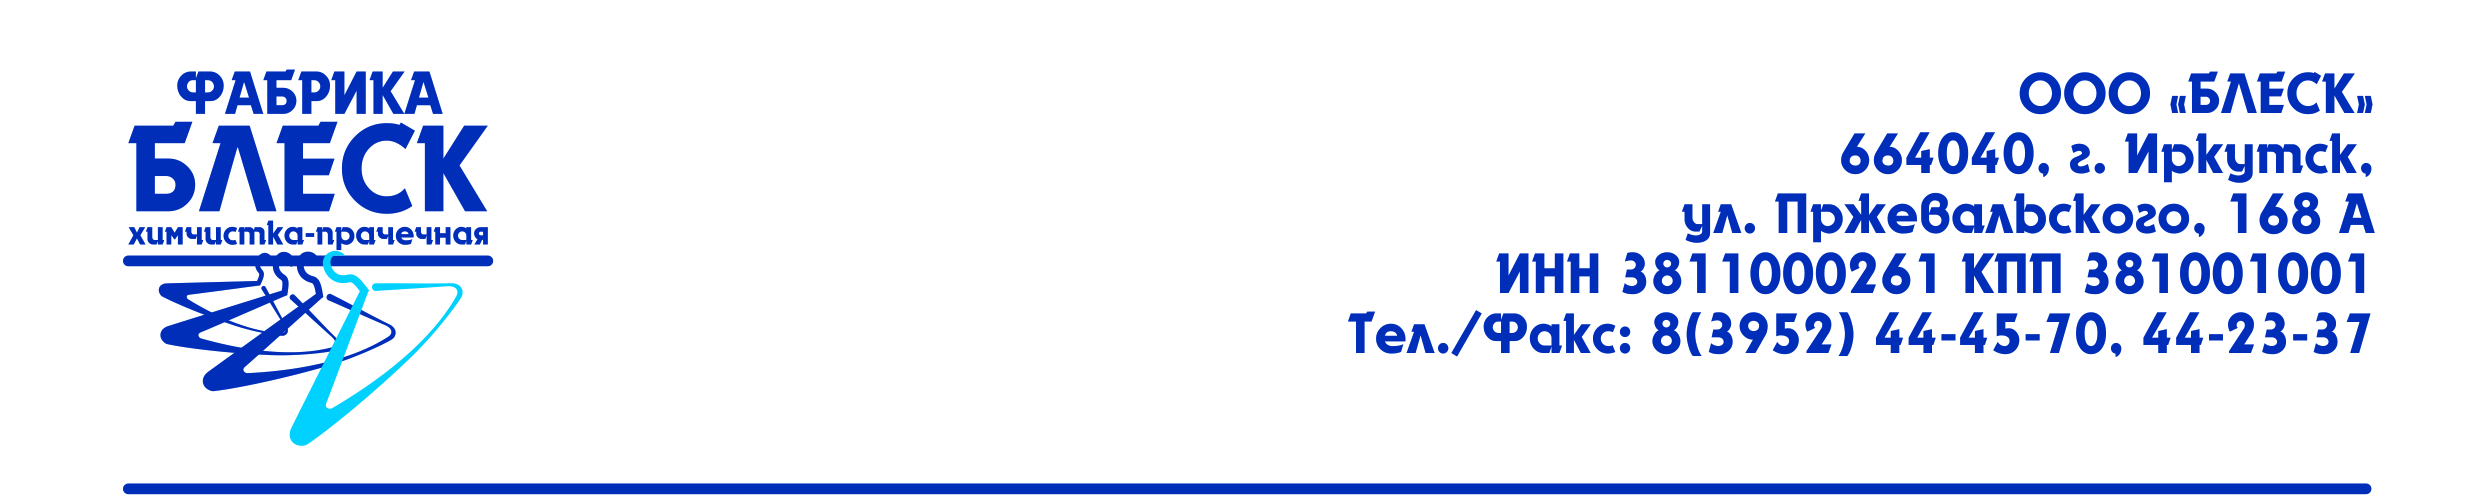 ФАБРИКА
БЛЕСК
химчистка-прачечная
ООО «БЛЕСК»
664040, г. Иркутск,
ул. Пржевальского, 168 А
ИНН 3811000261 КПП 381001001
Тел./Факс: 8(3952) 44-45-70, 44-23-37